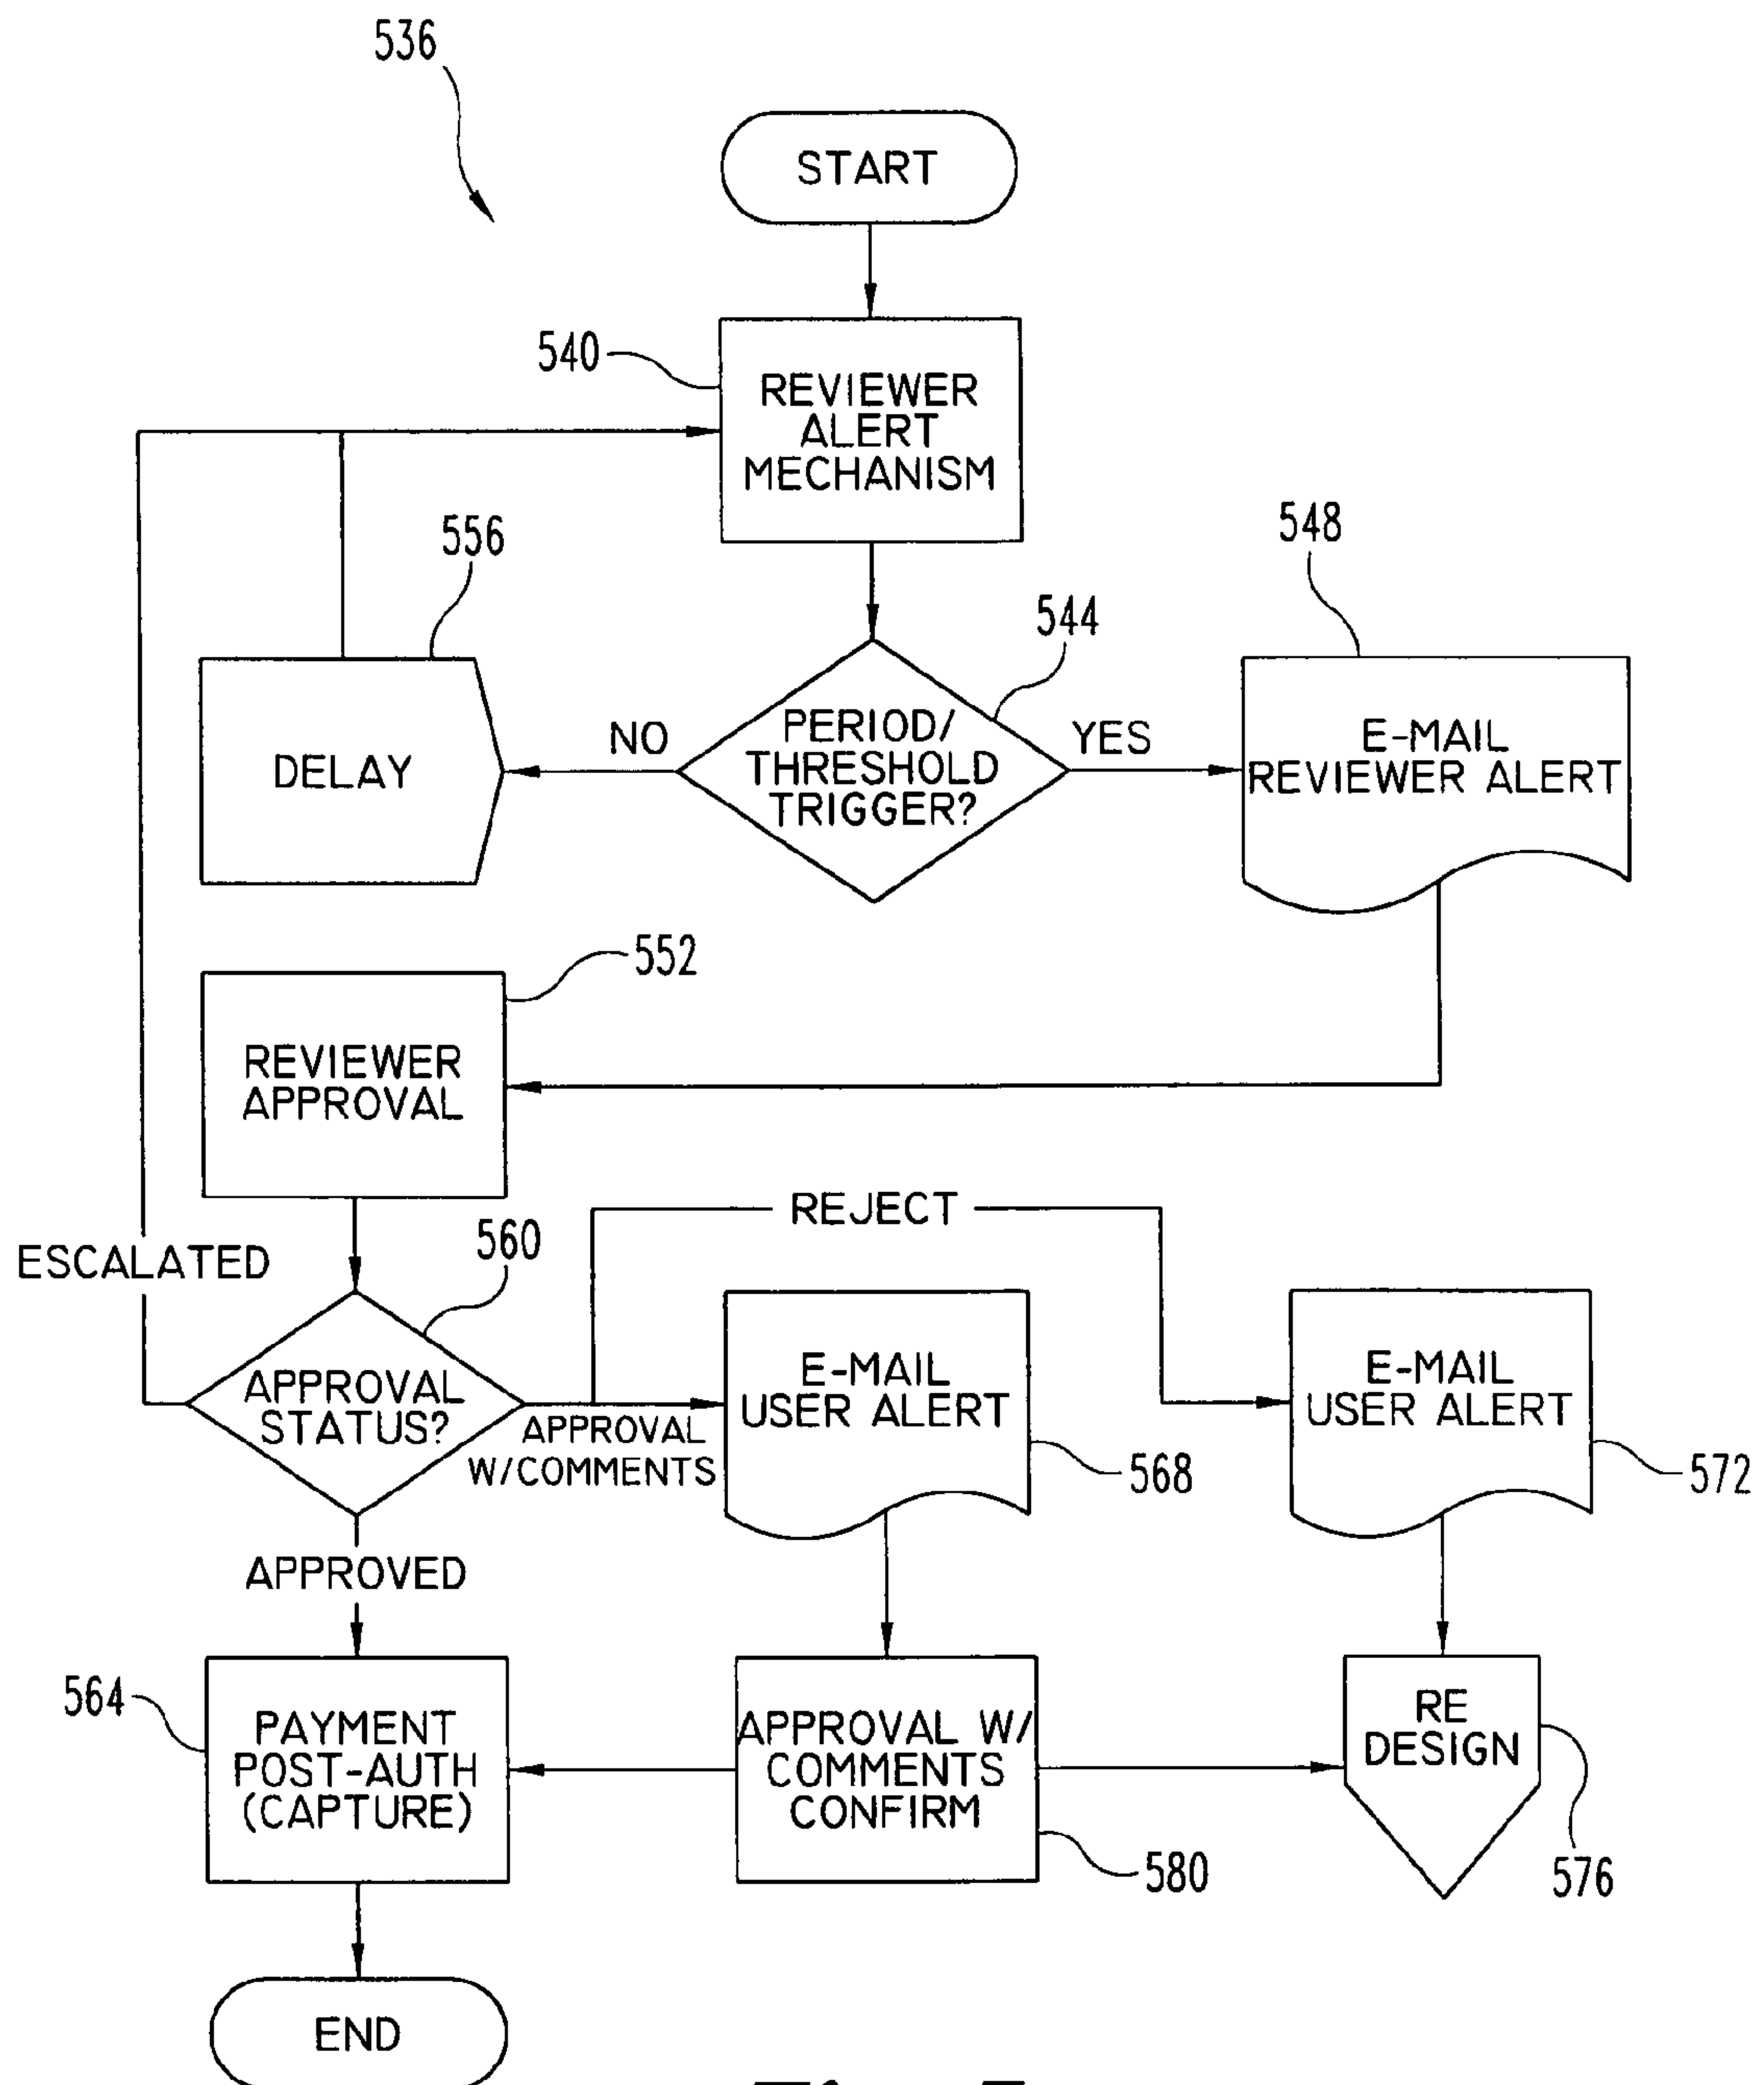 536
START
540
REVIEWER
ALERT
MECHANISM
556
548
544
DELAY
NO
PERIOD/
THRESHOLD
TRIGGER?
YES
E-MAIL
REVIEWER ALERT
552
REVIEWER
APPROVAL
REJECT
ESCALATED
560
APPROVAL
STATUS?
APPROVAL
W/COMMENTS
E-MAIL
USER ALERT
568
E-MAIL
USER ALERT
572
APPROVED
564
PAYMENT
POST-AUTH
(CAPTURE)
APPROVAL W/
COMMENTS
CONFIRM
580
RE
DESIGN
576
END